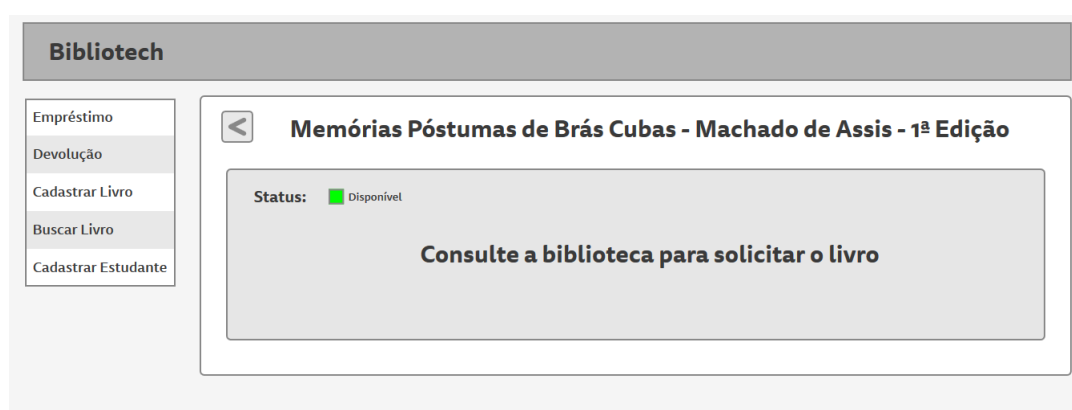 Bibliotech
Empréstimo
Devolução
Cadastrar Livro
Buscar Livro
Cadastrar Estudante
< Memórias Póstumas de Brás Cubas - Machado de Assis - 1ª Edição
Status: Disponível
Consulte a biblioteca para solicitar o livro